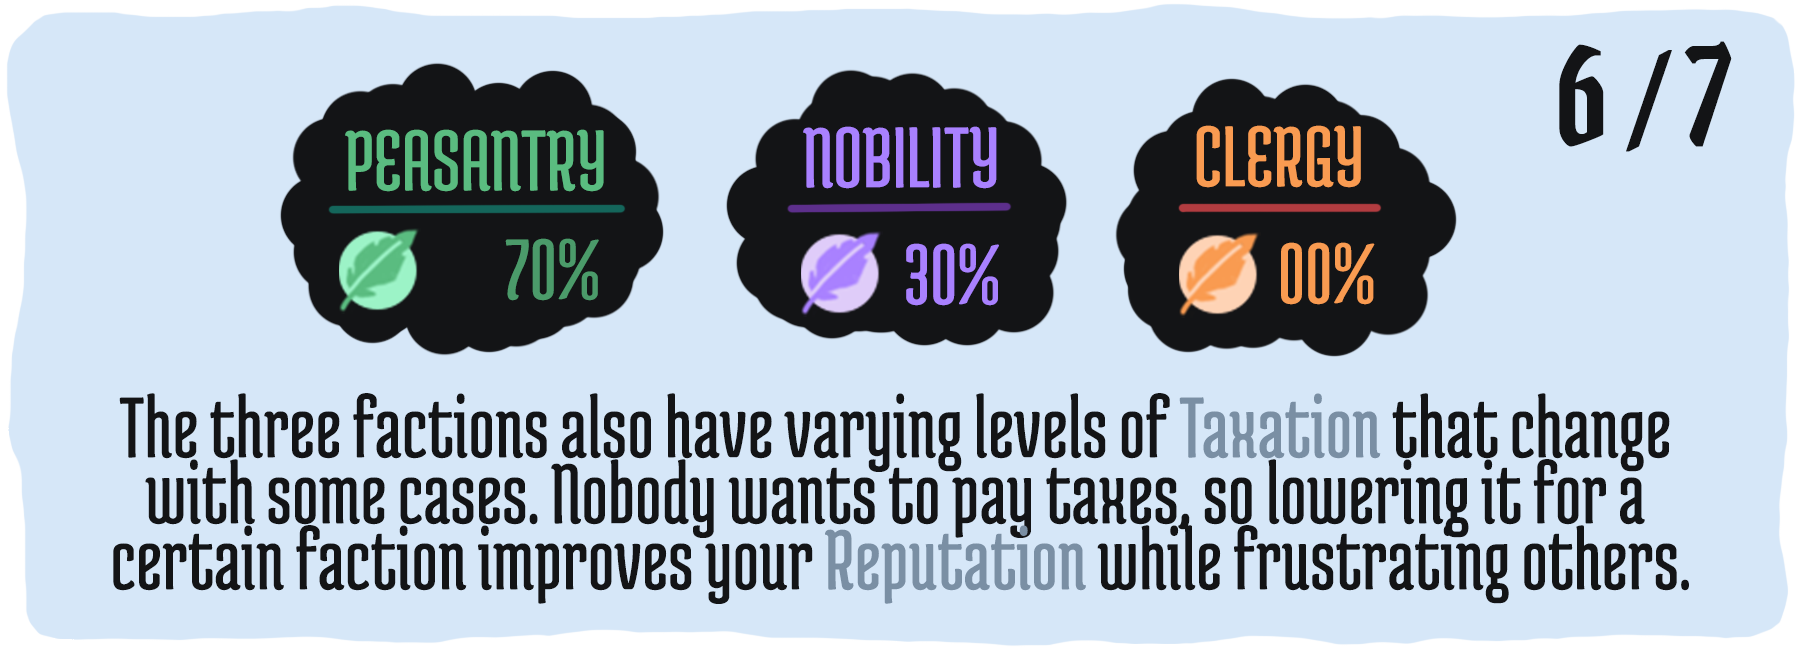 6/7
PEASANTRY
70%
NOBILITY
30%
CLERGY
00%
The three factions also have varying levels of Taxation that change
with some cases. Nobody wants to pay taxes, so lowering it for a
certain faction improves your Reputation while frustrating others.